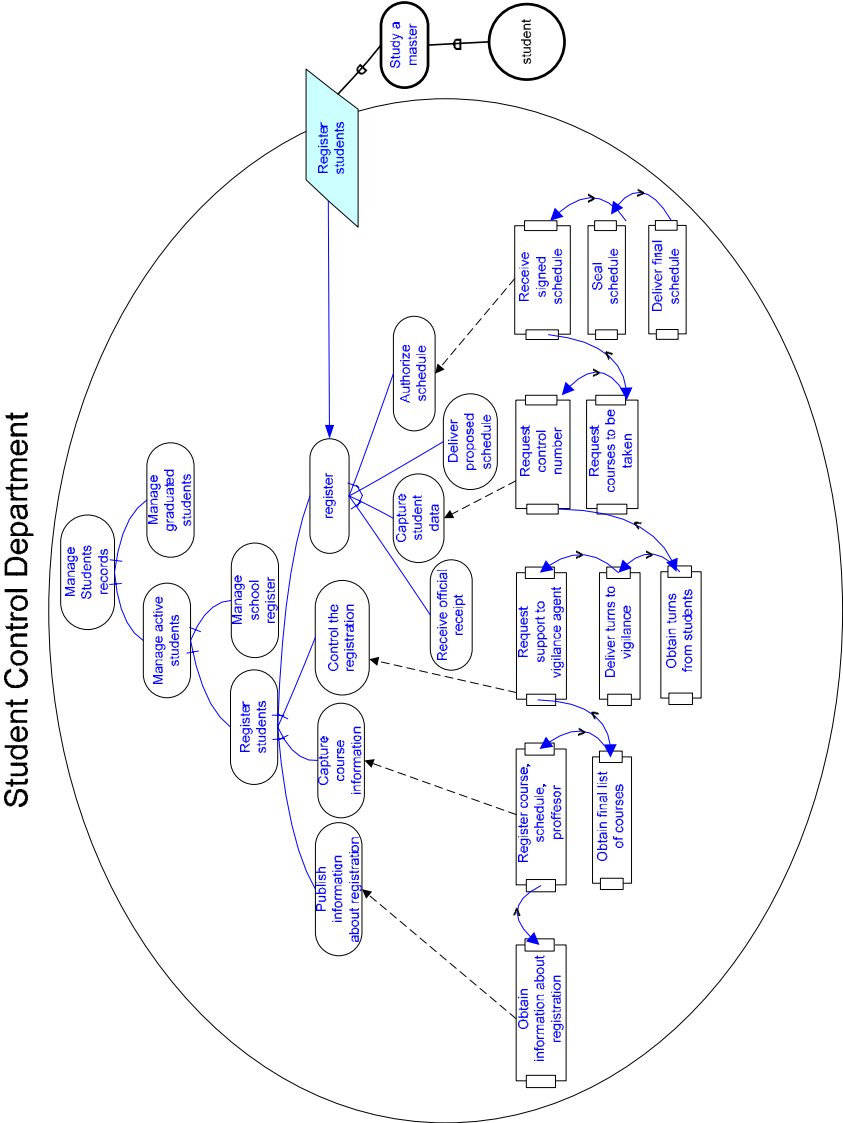 Student Control Department
Manage
Students
records
Manage
graduated
students
Manage active
students
Manage
school
register
Register
students
Publish
information
about registration
Capture
course
information
Control the
registration
register
Receive official
receipt
Capture
student
data
Deliver
proposed
schedule
Authorize
schedule
Register
students
Study a
master
student
D
D
Obtain
information about
registration
Register course,
schedule,
proffesor
Obtain final list
of courses
Request
support to
vigilance agent
Deliver turns to
vigilance
Obtain turns
from students
Request
control
number
Request
courses to be
taken
Receive
signed
schedule
Seal
schedule
Deliver final
schedule